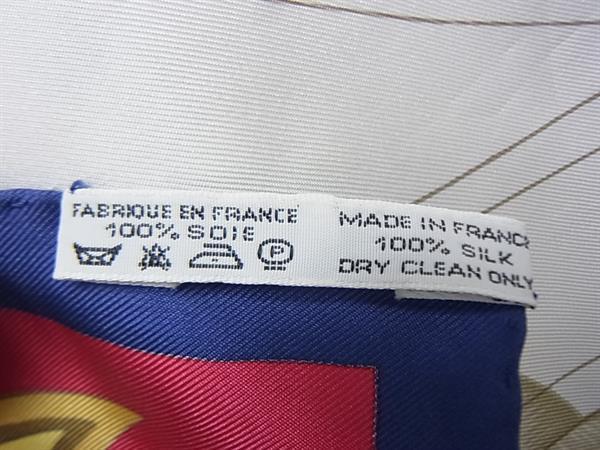 FABRIQUE EN FRANCE
100% SOIE
P
MADE IN FRANCE
100% SILK
DRY CLEAN ONLY